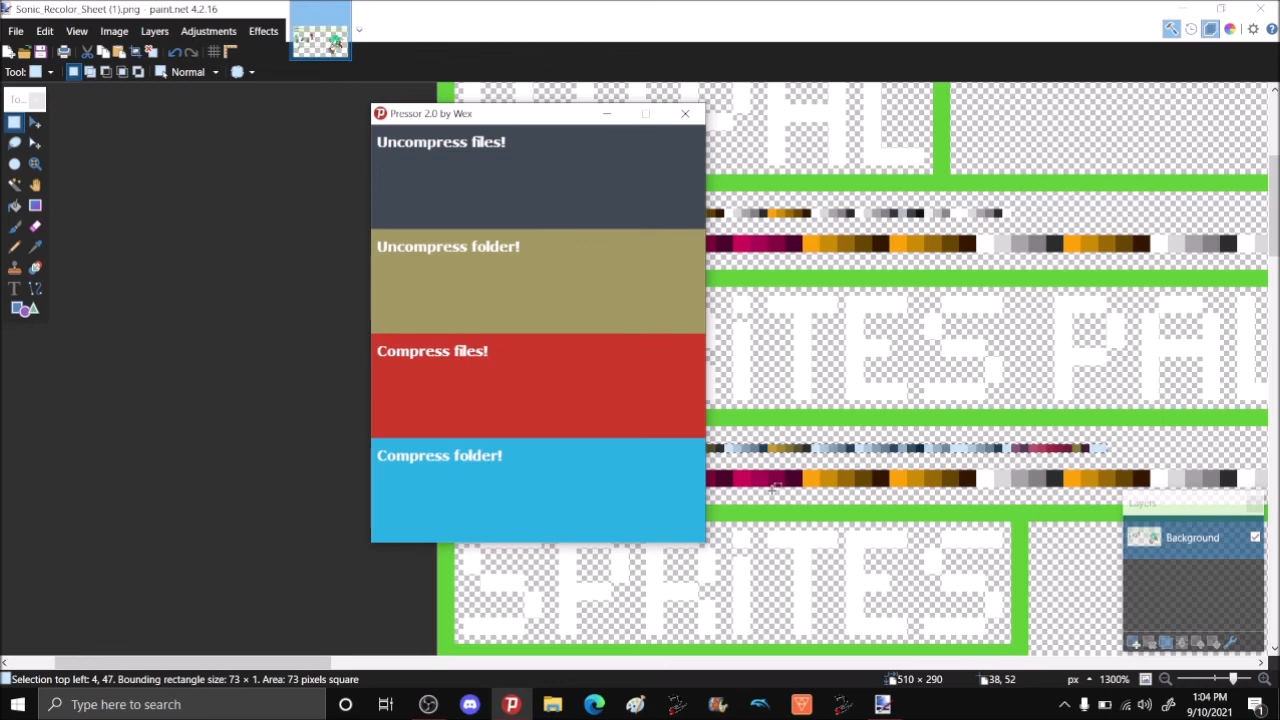 Sonic_Recolor_Sheet (1).png - paint.net 4.2.16
File Edit View Image Layers Adjustments Effects
Tool: Normal
To...
Pressor 2.0 by Wex
Uncompress files!
Uncompress folder!
Compress files!
Compress folder!
SPRITES
Layers
Background
Selection top left: 4, 47. Bounding rectangle size: 73 × 1. Area: 73 pixels square
510 × 290
38, 52
px
1300%
Type here to search
1:04 PM
9/10/2021